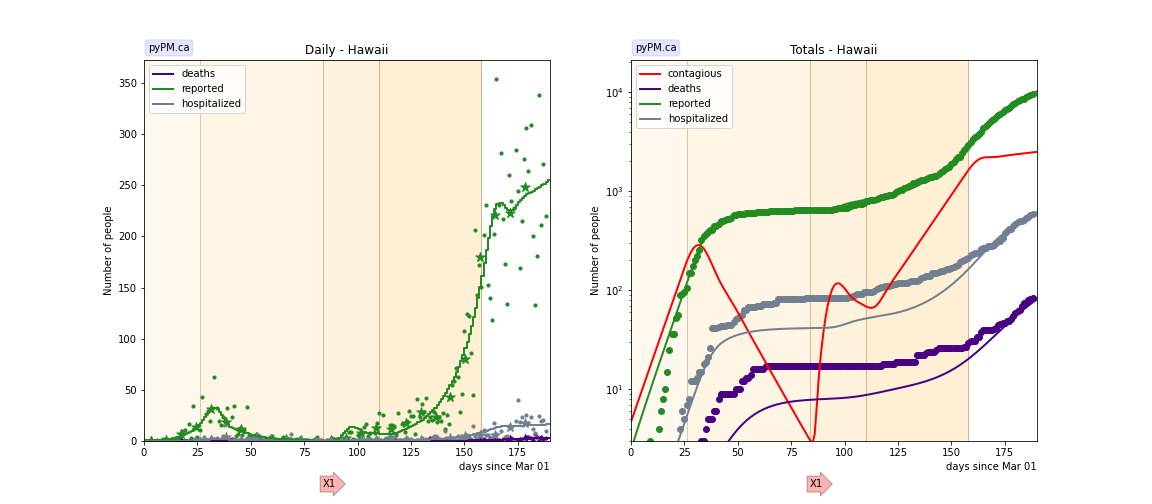 pyPM.ca
Daily - Hawaii
deaths
reported
hospitalized
Number of people
350
300
250
200
150
100
50
0
0 25 50 75 100 125 150 175
days since Mar 01
X1
pyPM.ca
Totals - Hawaii
contagious
deaths
reported
hospitalized
Number of people
10⁴
10³
10²
10¹
0 25 50 75 100 125 150 175
days since Mar 01
X1